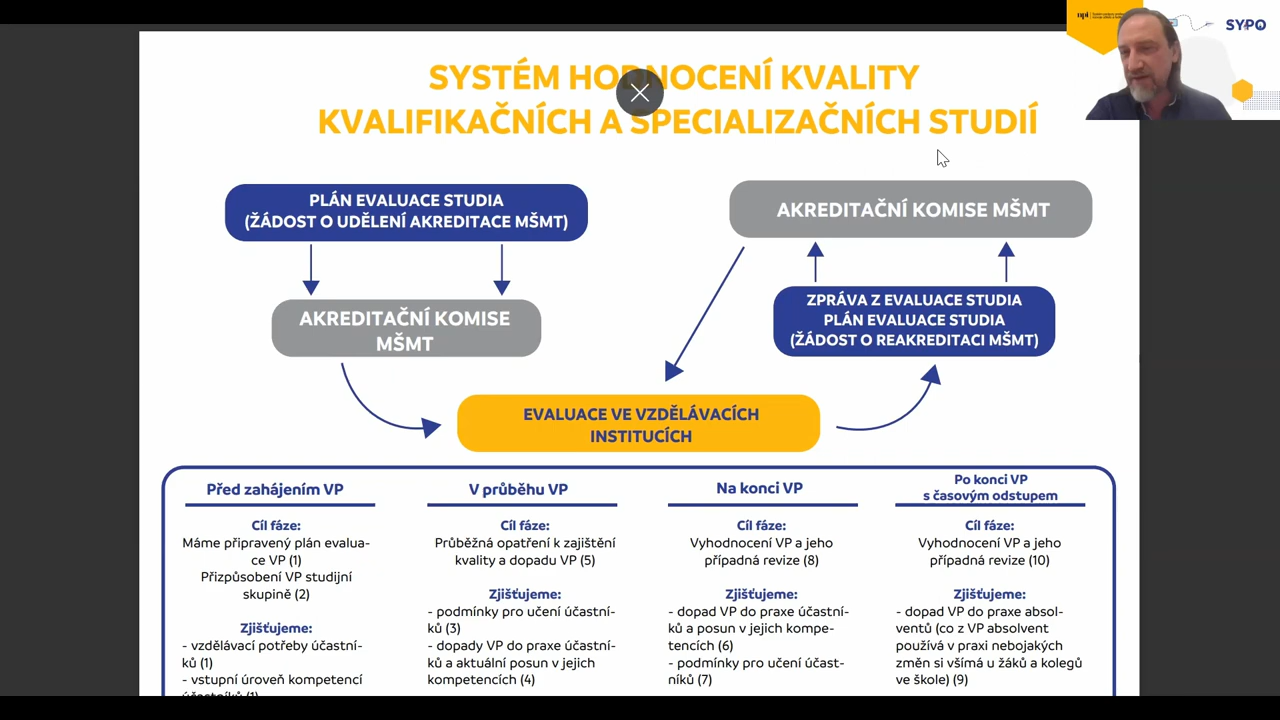 npi
SYPO
SYSTÉM HODNOCENÍ KVALITY
KVALIFIKAČNÍCH A SPECIALIZAČNÍCH STUDIÍ
PLÁN EVALUACE STUDIA
(ŽÁDOST O UDĚLENÍ AKREDITACE MŠMT)
AKREDITAČNÍ KOMISE MŠMT
AKREDITAČNÍ KOMISE
MŠMT
ZPRÁVA Z EVALUACE STUDIA
PLÁN EVALUACE STUDIA
(ŽÁDOST O REAKREDITACI MŠMT)
EVALUACE VE VZDĚLÁVACÍCH
INSTITUCÍCH
Před zahájením VP
Cíl fáze:
Máme připravený plán evalua-
ce VP (1)
Přizpůsobení VP studijní
skupině (2)
Zjišťujeme:
- vzdělávací potřeby účastní-
ků (1)
- vstupní úroveň kompetencí
účastníků (1)
V průběhu VP
Cíl fáze:
Průběžná opatření k zajištění
kvality a dopadu VP (5)
Zjišťujeme:
- podmínky pro učení účastní-
ků (3)
- dopady VP do praxe účastní-
ků a aktuální posun v jejich
kompetencích (4)
Na konci VP
Cíl fáze:
Vyhodnocení VP a jeho
případná revize (8)
Zjišťujeme:
- dopad VP do praxe účastní-
ků a posun v jejich kompe-
tencích (6)
- podmínky pro učení účast-
níků (7)
Po konci VP
s časovým odstupem
Cíl fáze:
Vyhodnocení VP a jeho
případná revize (10)
Zjišťujeme:
- dopad VP do praxe absol-
ventů (co z VP absolvent
používá v praxi nebojakých
změn si všímá u žáků a kolegů
ve škole) (9)